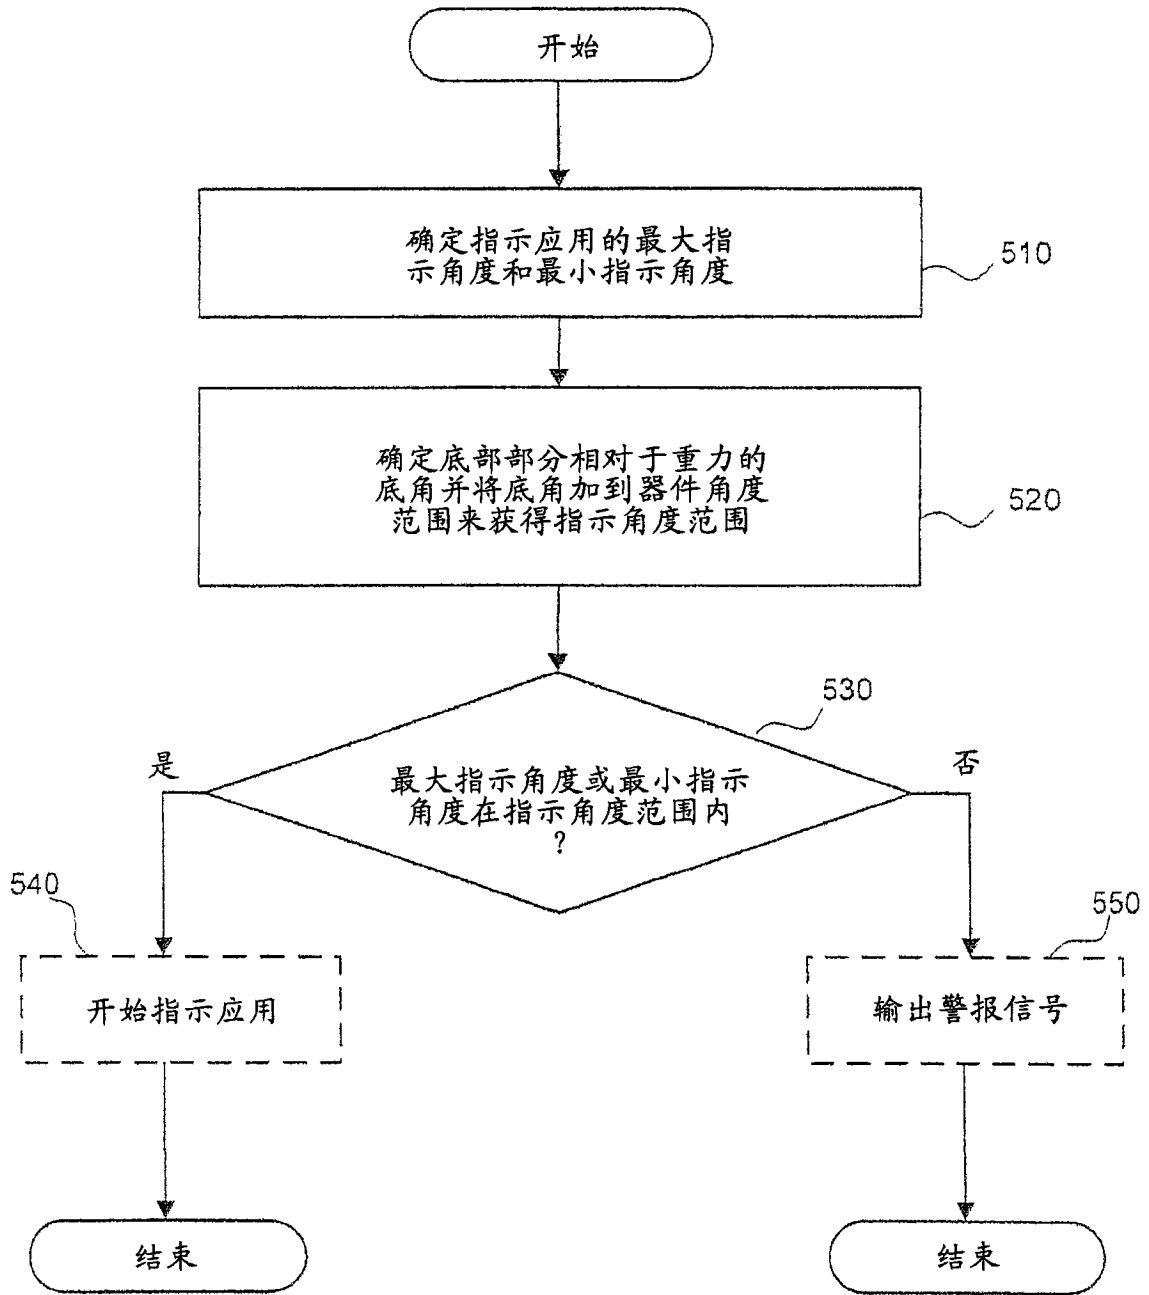 开始
确定指示应用的最大指
示角度和最小指示角度
510
确定底部部分相对于重力的
底角并将底角加到器件角度
范围来获得指示角度范围
520
530
是
最大指示角度或最小指示
角度在指示角度范围内
?
否
540
开始指示应用
550
输出警报信号
结束
结束